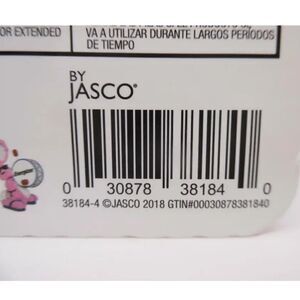 OR EXTENDED
VA A UTILIZAR DURANTE LARGOS PERÍODOS
DE TIEMPO
BY
JASCO®
0 30878 38184 0
38184-4 ©JASCO 2018 GTIN#00030878381840